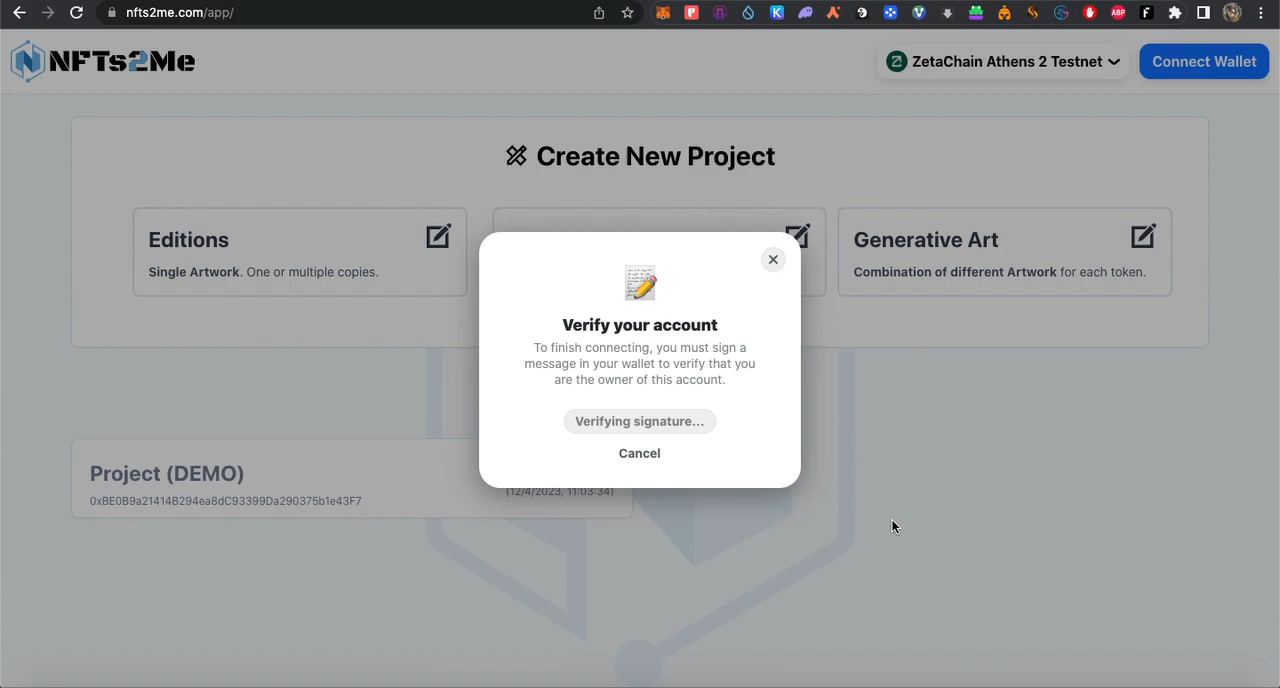 nfts2me.com/app/
NFTs2Me
ZetaChain Athens 2 Testnet
Connect Wallet
Create New Project
Editions
Single Artwork. One or multiple copies.
Generative Art
Combination of different Artwork for each token.
Verify your account
To finish connecting, you must sign a
message in your wallet to verify that you
are the owner of this account.
Verifying signature...
Cancel
Project (DEMO)
0xBE0B9a21414B294ea8dC93399Da290375b1e43F7
(12/4/2023, 11:03:34)